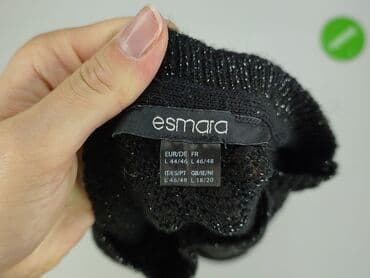 esmara
EUR/DE FR
L 44/46 L 46/48
IT/ES/PT GB/IE/NI
L 46/48 L 18/20